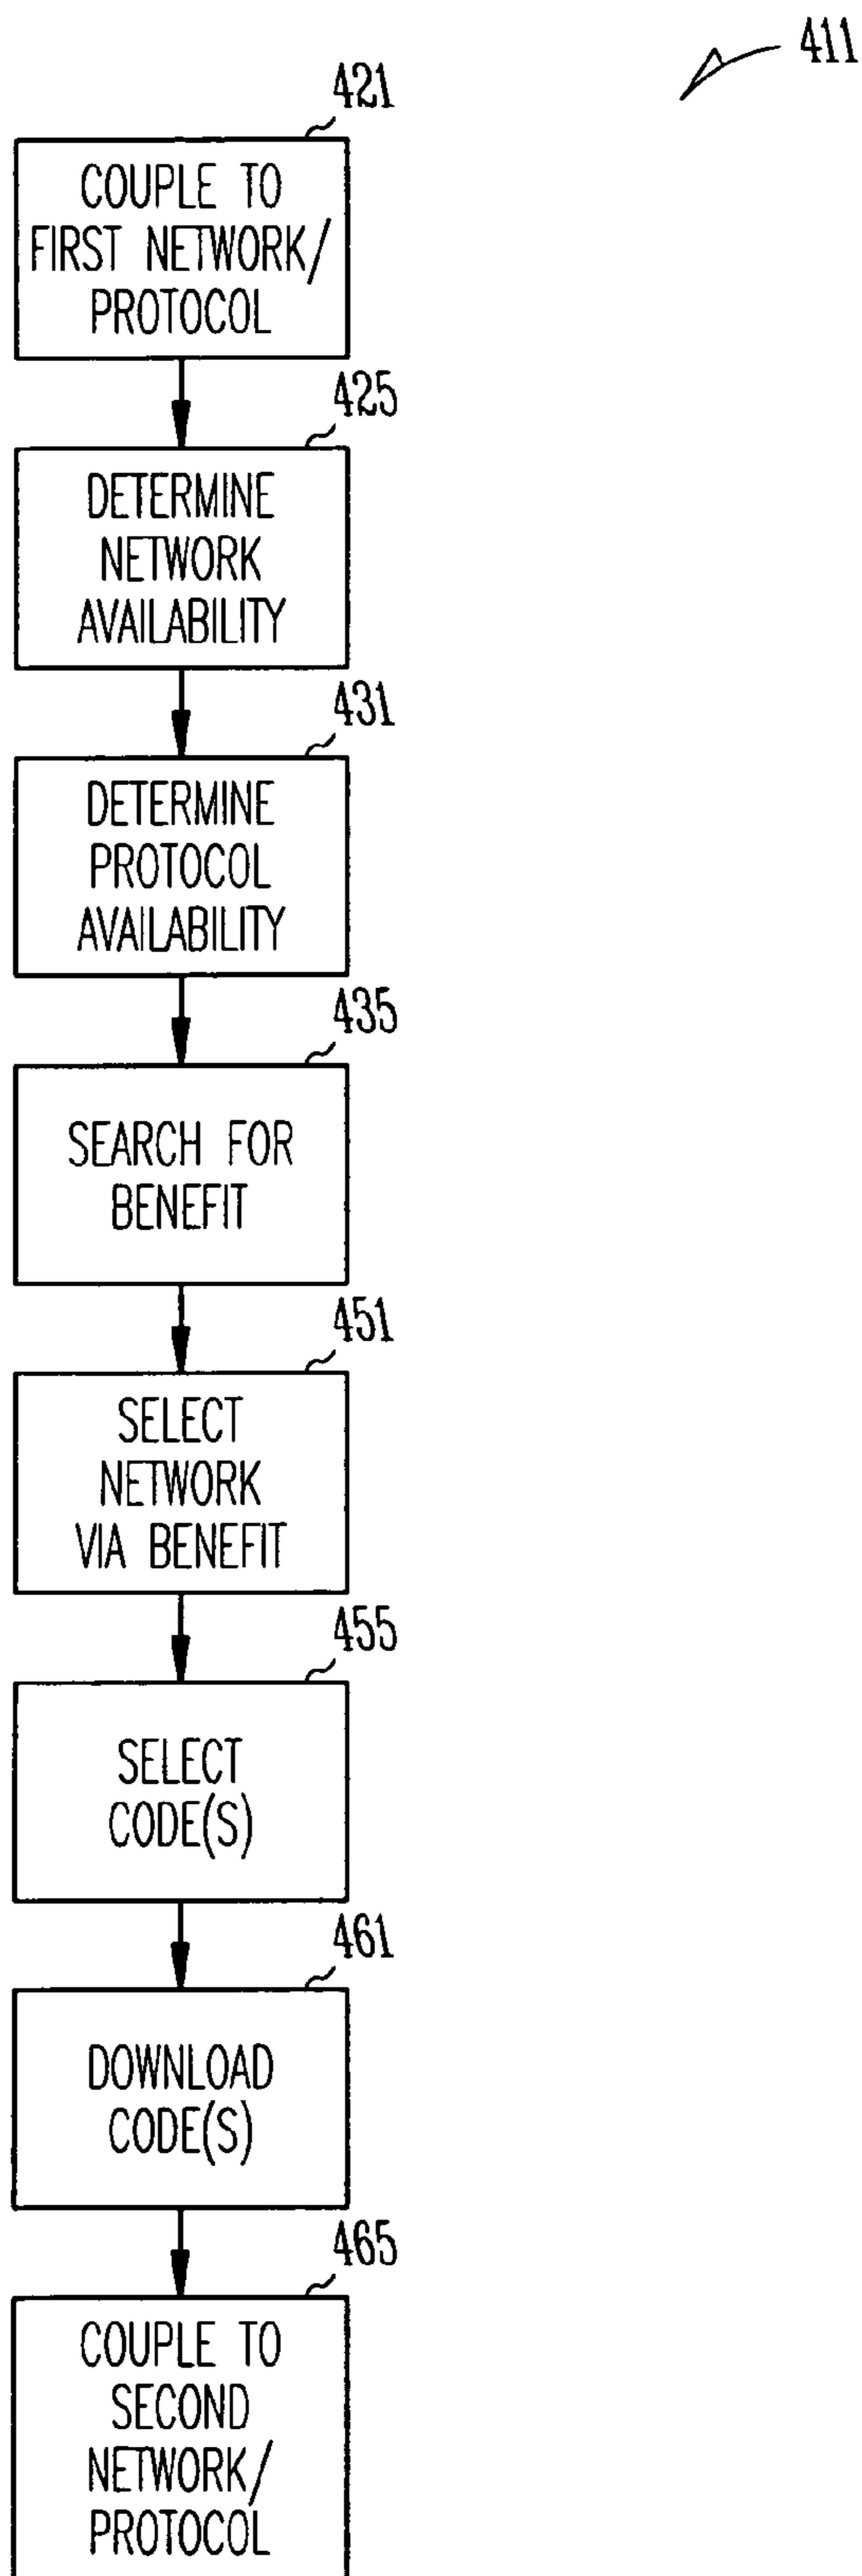 411
421
COUPLE TO
FIRST NETWORK/
PROTOCOL
425
DETERMINE
NETWORK
AVAILABILITY
431
DETERMINE
PROTOCOL
AVAILABILITY
435
SEARCH FOR
BENEFIT
451
SELECT
NETWORK
VIA BENEFIT
455
SELECT
CODE(S)
461
DOWNLOAD
CODE(S)
465
COUPLE TO
SECOND
NETWORK/
PROTOCOL